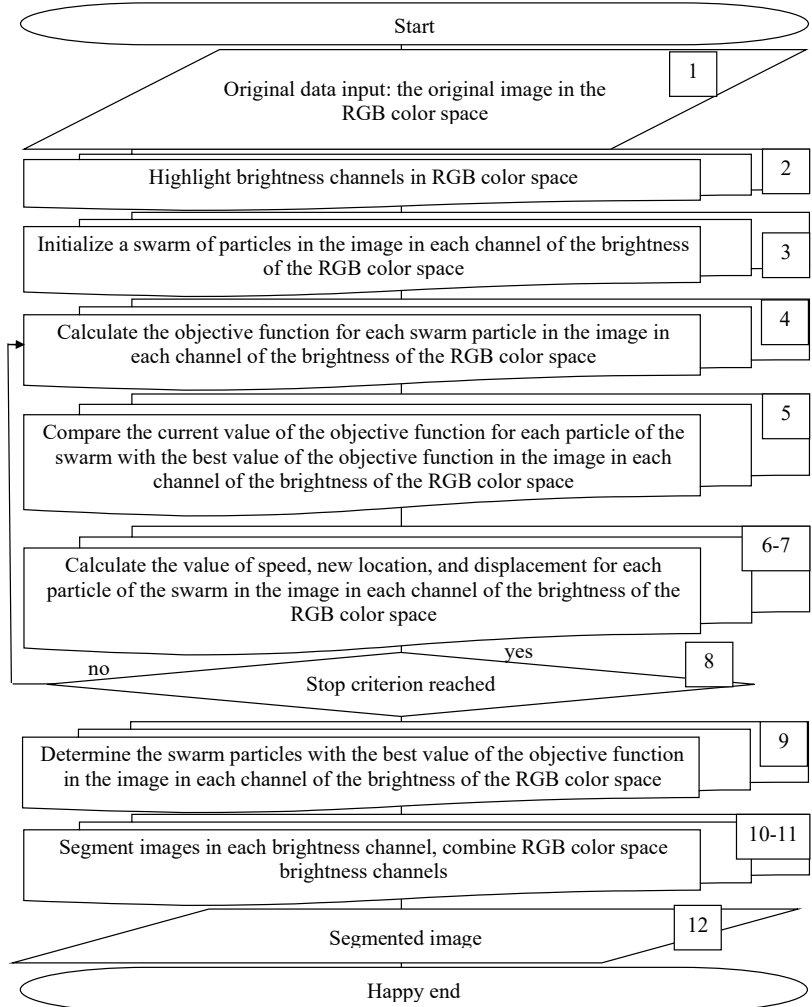 Start
1
Original data input: the original image in the
RGB color space
2
Highlight brightness channels in RGB color space
3
Initialize a swarm of particles in the image in each channel of the brightness
of the RGB color space
4
Calculate the objective function for each swarm particle in the image in
each channel of the brightness of the RGB color space
5
Compare the current value of the objective function for each particle of the
swarm with the best value of the objective function in the image in each
channel of the brightness of the RGB color space
6-7
Calculate the value of speed, new location, and displacement for each
particle of the swarm in the image in each channel of the brightness of the
RGB color space
no
yes
8
Stop criterion reached
9
Determine the swarm particles with the best value of the objective function
in the image in each channel of the brightness of the RGB color space
10-11
Segment images in each brightness channel, combine RGB color space
brightness channels
12
Segmented image
Happy end